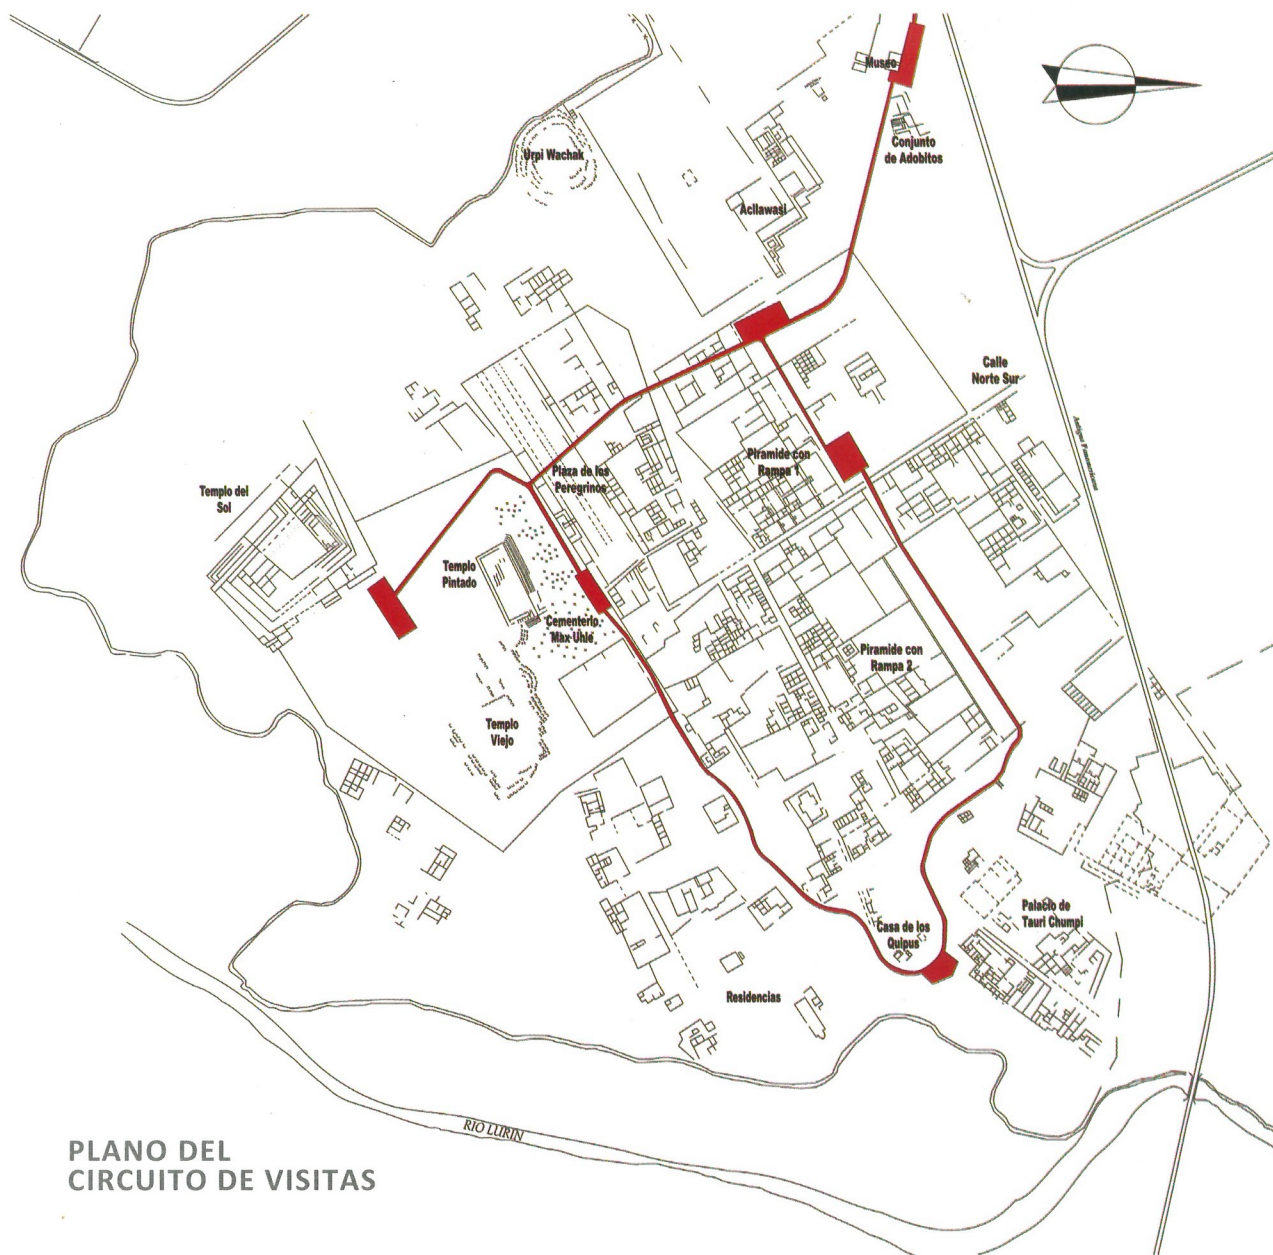 Museo
Conjunto
de Adobitos
Urpi Wachak
Acllawasi
Calle
Norte Sur
Antigua Panamericana
Piramide con
Rampa 1
Plaza de los
Peregrinos
Templo del
Sol
Templo
Pintado
Cementerio
Max Uhle
Piramide con
Rampa 2
Templo
Viejo
Palacio de
Tauri Chumpi
Casa de los
Quipus
Residencias
RIO LURIN
PLANO DEL
CIRCUITO DE VISITAS